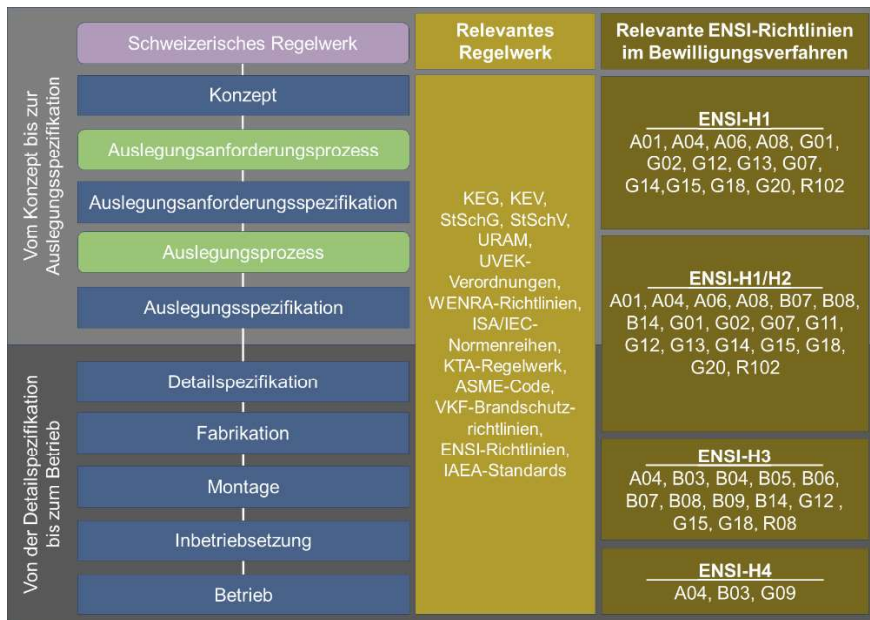 Vom Konzept bis zur
Auslegungsspezifikation
Von der Detailspezifikation
bis zum Betrieb
Schweizerisches Regelwerk
Konzept
Auslegungsanforderungsprozess
Auslegungsanforderungsspezifikation
Auslegungsprozess
Auslegungsspezifikation
Detailspezifikation
Fabrikation
Montage
Inbetriebsetzung
Betrieb
Relevantes
Regelwerk
KEG, KEV,
StSchG, StSchV,
URAM,
UVEK-
Verordnungen,
WENRA-Richtlinien,
ISA/IEC-
Normenreihen,
KTA-Regelwerk,
ASME-Code,
VKF-Brandschutz-
richtlinien,
ENSI-Richtlinien,
IAEA-Standards
Relevante ENSI-Richtlinien
im Bewilligungsverfahren
ENSI-H1
A01, A04, A06, A08, G01,
G02, G12, G13, G07,
G14,G15, G18, G20, R102
ENSI-H1/H2
A01, A04, A06, A08, B07, B08,
B14, G01, G02, G07, G11,
G12, G13, G14, G15, G18,
G20, R102
ENSI-H3
A04, B03, B04, B05, B06,
B07, B08, B09, B14, G12 ,
G15, G18, R08
ENSI-H4
A04, B03, G09